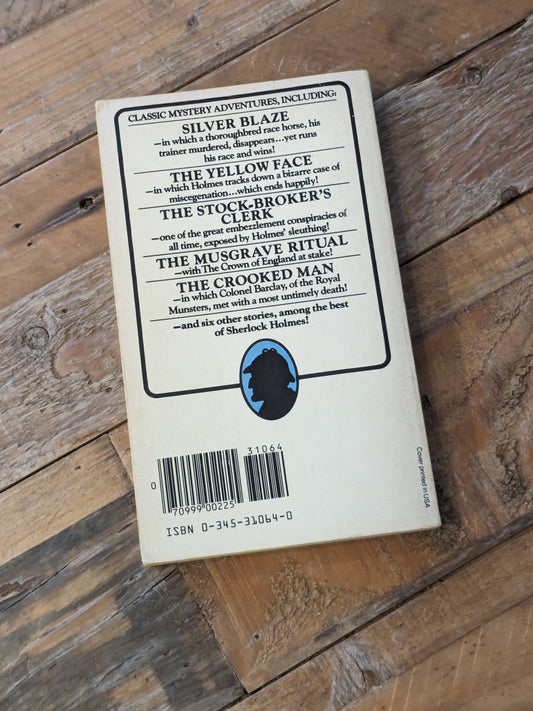 CLASSIC MYSTERY ADVENTURES, INCLUDING:
SILVER BLAZE
—in which a thoroughbred race horse, his
trainer murdered, disappears...yet runs
his race and wins!
THE YELLOW FACE
—in which Holmes tracks down a bizarre case of
miscegenation...which ends happily!
THE STOCK-BROKER'S
CLERK
—one of the great embezzlement conspiracies of
all time, exposed by Holmes' sleuthing!
THE MUSGRAVE RITUAL
—with The Crown of England at stake!
THE CROOKED MAN
—in which Colonel Barclay, of the Royal
Munsters, met with a most untimely death!
—and six other stories, among the best
of Sherlock Holmes!
31064
0
70999 00225
ISBN 0-345-31064-0
Cover printed in USA